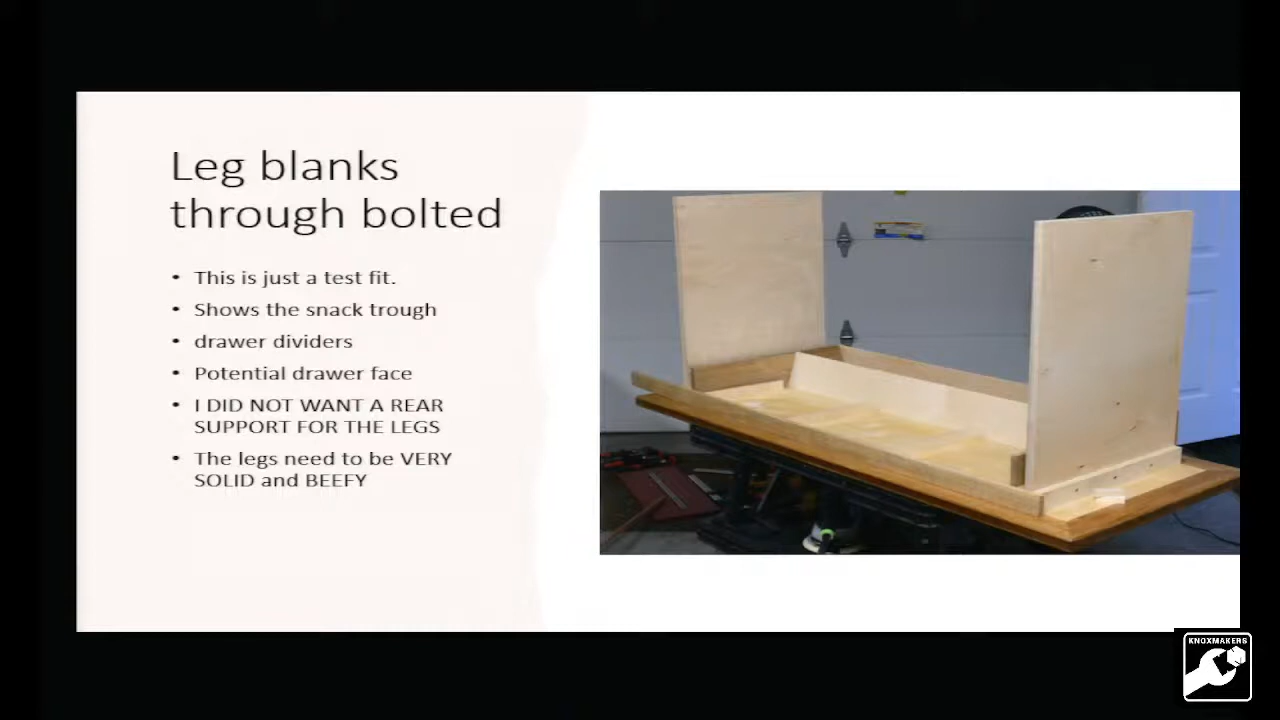 Leg blanks
through bolted
• This is just a test fit.
• Shows the snack trough
• drawer dividers
• Potential drawer face
• I DID NOT WANT A REAR
SUPPORT FOR THE LEGS
• The legs need to be VERY
SOLID and BEEFY
KNOXMAKERS